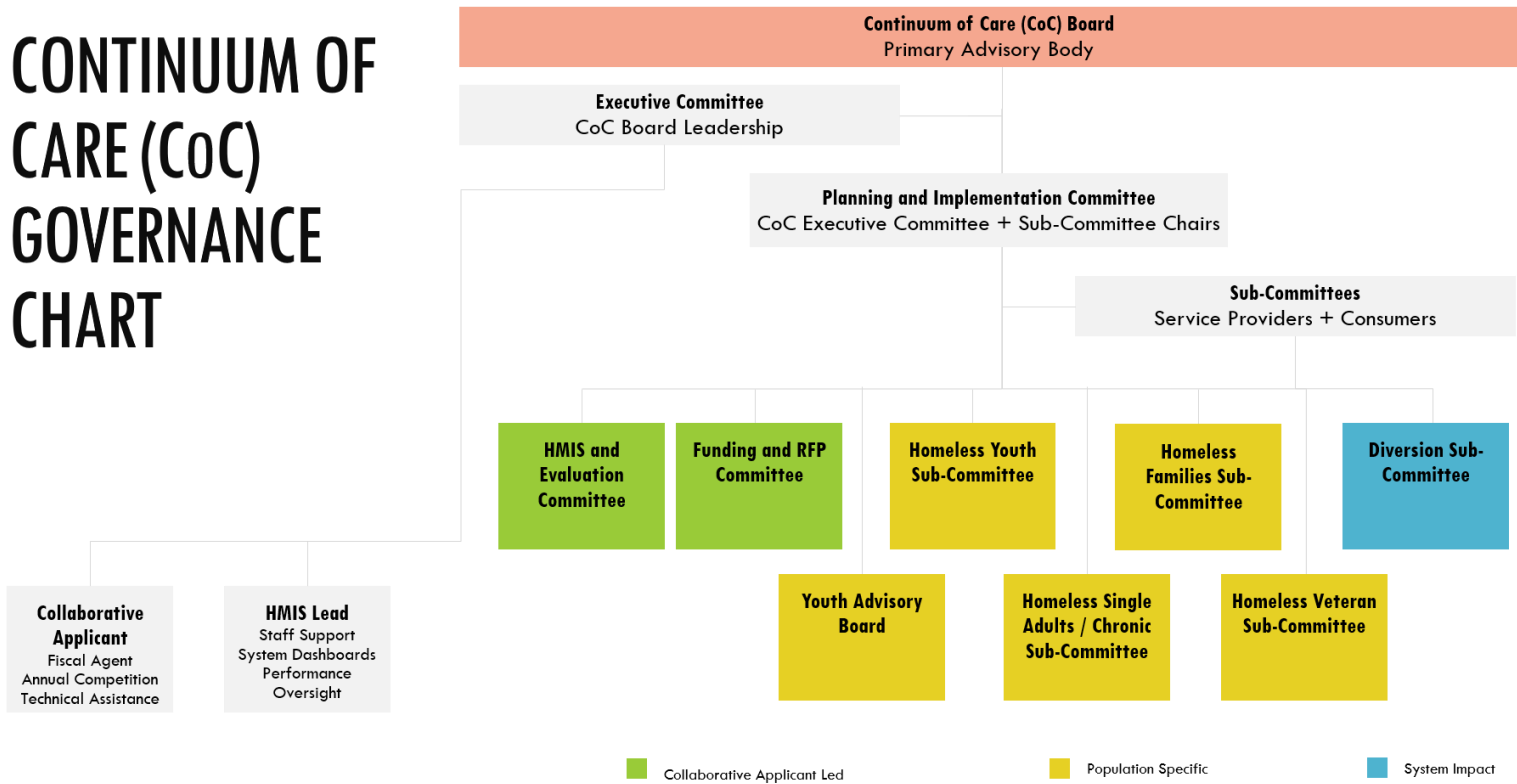 CONTINUUM OF
CARE (CoC)
GOVERNANCE
CHART
Continuum of Care (CoC) Board
Primary Advisory Body
Executive Committee
CoC Board Leadership
Planning and Implementation Committee
CoC Executive Committee + Sub-Committee Chairs
Sub-Committees
Service Providers + Consumers
HMIS and
Evaluation
Committee
Funding and RFP
Committee
Homeless Youth
Sub-Committee
Homeless
Families Sub-
Committee
Diversion Sub-
Committee
Youth Advisory
Board
Homeless Single
Adults / Chronic
Sub-Committee
Homeless Veteran
Sub-Committee
Collaborative
Applicant
Fiscal Agent
Annual Competition
Technical Assistance
HMIS Lead
Staff Support
System Dashboards
Performance
Oversight
Collaborative Applicant Led
Population Specific
System Impact